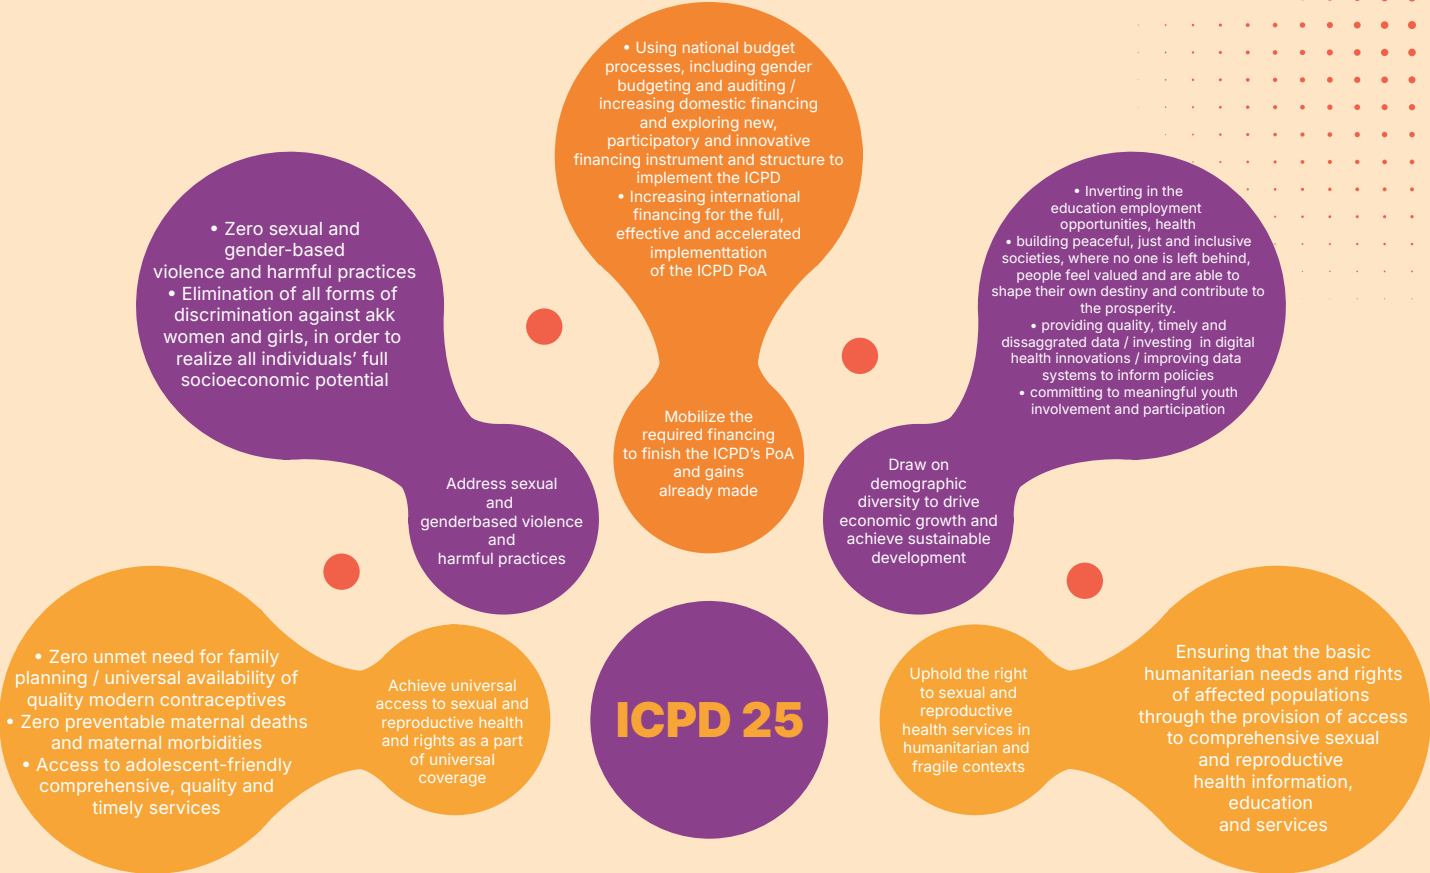 • Using national budget
processes, including gender
budgeting and auditing /
increasing domestic financing
and exploring new,
participatory and innovative
financing instrument and structure to
implement the ICPD
• Increasing international
financing for the full,
effective and accelerated
implementtation
of the ICPD PoA
Mobilize the
required financing
to finish the ICPD's PoA
and gains
already made
• Zero sexual and
gender-based
violence and harmful practices
• Elimination of all forms of
discrimination against akk
women and girls, in order to
realize all individuals’ full
socioeconomic potential
Address sexual
and
genderbased violence
and
harmful practices
• Inverting in the
education employment
opportunities, health
• building peaceful, just and inclusive
societies, where no one is left behind,
people feel valued and are able to
shape their own destiny and contribute to
the prosperity.
• providing quality, timely and
dissaggrated data / investing in digital
health innovations / improving data
systems to inform policies
• committing to meaningful youth
involvement and participation
Draw on
demographic
diversity to drive
economic growth and
achieve sustainable
development
• Zero unmet need for family
planning / universal availability of
quality modern contraceptives
• Zero preventable maternal deaths
and maternal morbidities
• Access to adolescent-friendly
comprehensive, quality and
timely services
Achieve universal
access to sexual and
reproductive health
and rights as a part
of universal
coverage
ICPD 25
Uphold the right
to sexual and
reproductive
health services in
humanitarian and
fragile contexts
Ensuring that the basic
humanitarian needs and rights
of affected populations
through the provision of access
to comprehensive sexual
and reproductive
health information,
education
and services